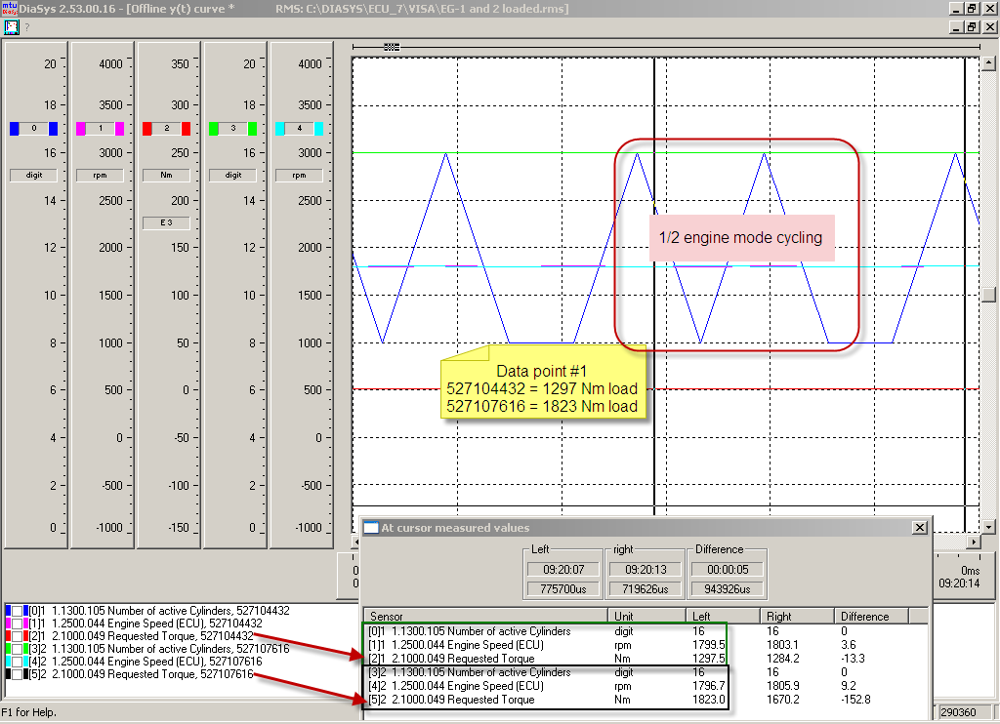 mtu
DiaSys
DiaSys 2.53.00.16 - [Offline y(t) curve *
RMS: C:\DIASYS\ECU_7\VISA\EG-1 and 2 loaded.rms]
?
20 4000 350 20 4000
18 3500 300 18 3500
0 1 2 3 4
16 3000 250 16 3000
digit rpm Nm digit rpm
14 2500 200 14 2500
E 3
12 2000 150 12 2000
10 1500 100 10 1500
8 1000 50 8 1000
6 500 0 6 500
4 0 -50 4 0
2 -500 -100 2 -500
0 -1000 -150 0 -1000
1/2 engine mode cycling
Data point #1
527104432 = 1297 Nm load
527107616 = 1823 Nm load
At cursor measured values
Left right Difference
09:20:07 09:20:13 00:00:05
775700us 719626us 943926us
0ms
09:20:14
Sensor Unit Left Right Difference
[0]1 1.1300.105 Number of active Cylinders digit 16 16 0
[1]1 1.2500.044 Engine Speed (ECU) rpm 1799.5 1803.1 3.6
[2]1 2.1000.049 Requested Torque Nm 1297.5 1284.2 -13.3
[3]2 1.1300.105 Number of active Cylinders digit 16 16 0
[4]2 1.2500.044 Engine Speed (ECU) rpm 1796.7 1805.9 9.2
[5]2 2.1000.049 Requested Torque Nm 1823.0 1670.2 -152.8
[0]1 1.1300.105 Number of active Cylinders, 527104432
[1]1 1.2500.044 Engine Speed (ECU), 527104432
[2]1 2.1000.049 Requested Torque, 527104432
[3]2 1.1300.105 Number of active Cylinders, 527107616
[4]2 1.2500.044 Engine Speed (ECU), 527107616
[5]2 2.1000.049 Requested Torque, 527107616
F1 for Help.
290360